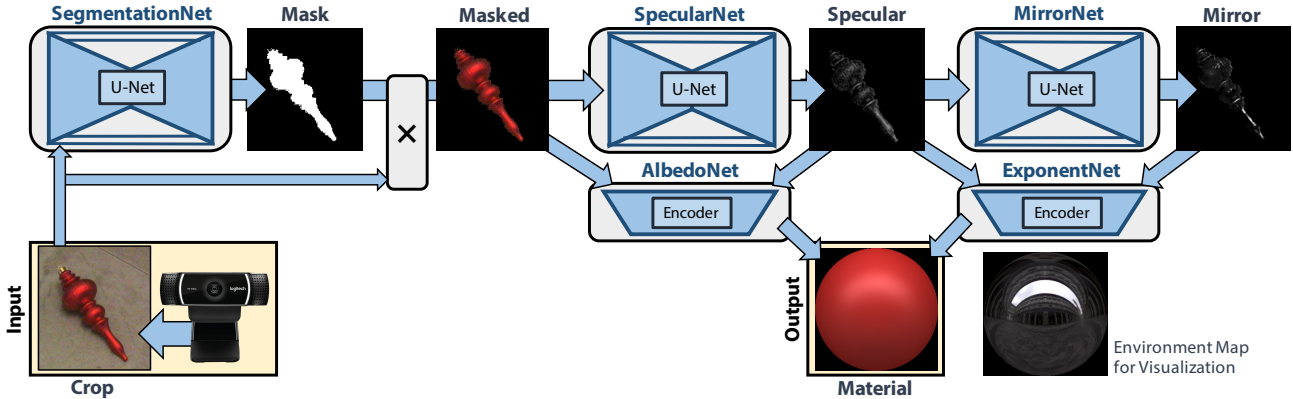 SegmentationNet
Mask
Masked
SpecularNet
Specular
MirrorNet
Mirror
U-Net
U-Net
U-Net
×
AlbedoNet
ExponentNet
Encoder
Encoder
Input
logitech
Crop
Output
Material
Environment Map
for Visualization